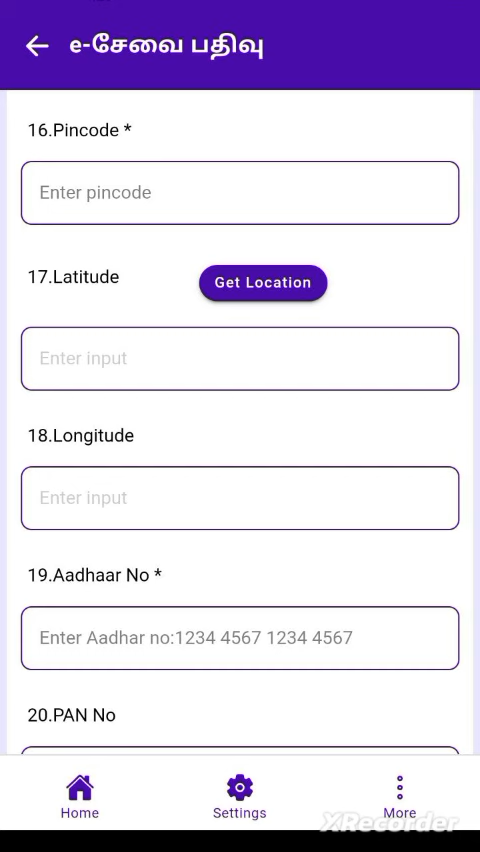 e-சேவை பதிவு
16.Pincode *
Enter pincode
17.Latitude
Get Location
Enter input
18.Longitude
Enter input
19.Aadhaar No *
Enter Aadhar no:1234 4567 1234 4567
20.PAN No
Home
Settings
More
XRecorder